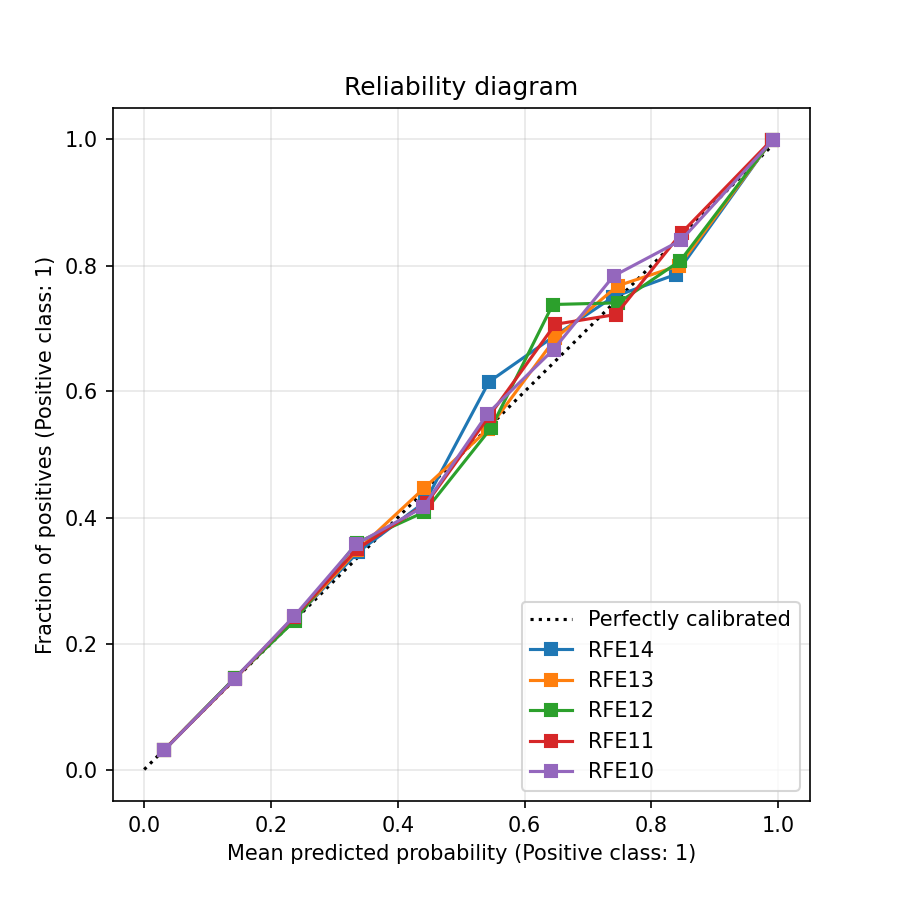 Reliability diagram
Fraction of positives (Positive class: 1)
1.0
0.8
0.6
0.4
0.2
0.0
0.0 0.2 0.4 0.6 0.8 1.0
Mean predicted probability (Positive class: 1)
Perfectly calibrated
RFE14
RFE13
RFE12
RFE11
RFE10